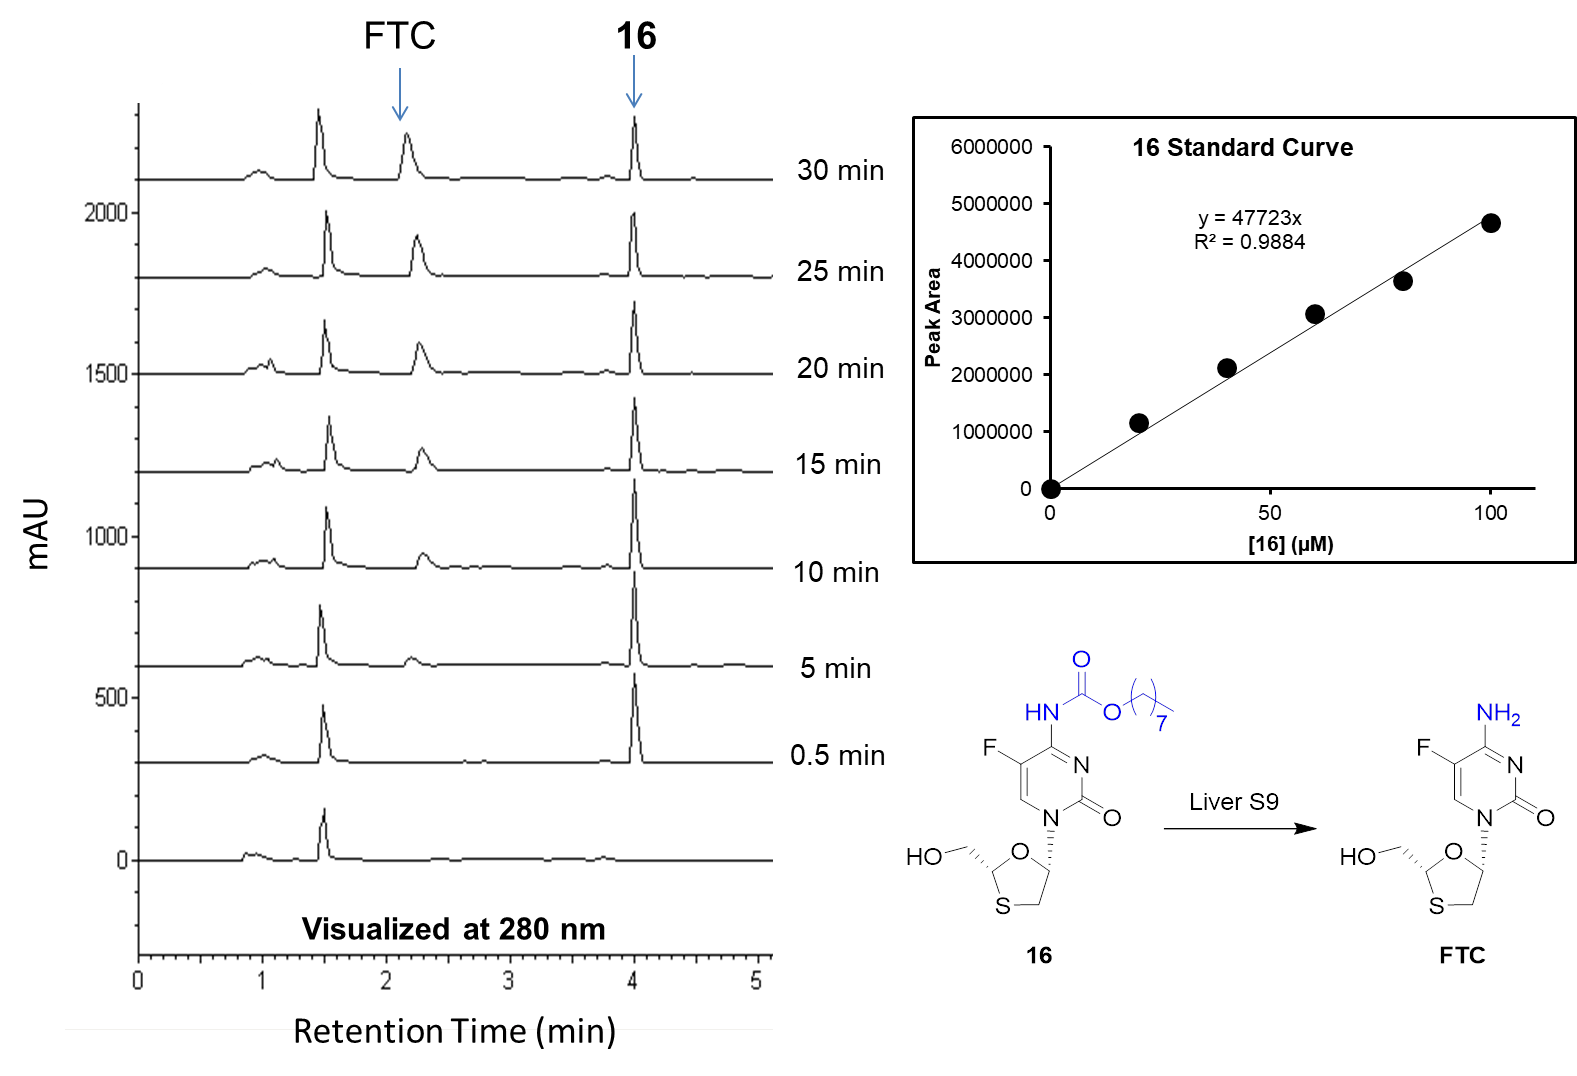 FTC
16
30 min
2000
25 min
20 min
1500
15 min
10 min
1000
5 min
500
0.5 min
0
mAU
Visualized at 280 nm
0 1 2 3 4 5
Retention Time (min)
16 Standard Curve
y = 47723x
R² = 0.9884
6000000
5000000
4000000
3000000
2000000
1000000
0
Peak Area
0 50 100
[16] (µM)
O
HN
O
7
F
N
N
O
HO
O
S
16
Liver S9
NH2
F
N
N
O
HO
O
S
FTC